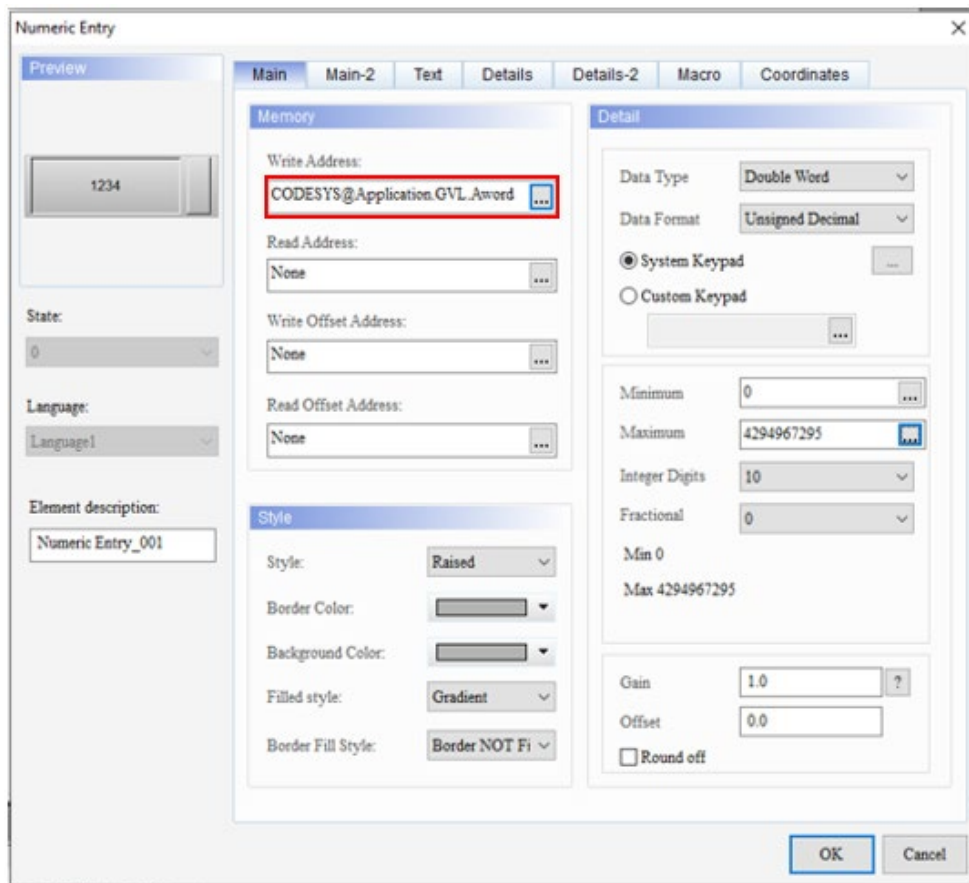 Numeric Entry
Preview
1234
State:
0
Language:
Language1
Element description:
Numeric Entry_001
Main Main-2 Text Details Details-2 Macro Coordinates
Memory
Write Address:
CODESYS@Application.GVL.Aword ...
Read Address:
None ...
Write Offset Address:
None ...
Read Offset Address:
None ...
Style
Style: Raised
Border Color:
Background Color:
Filled style: Gradient
Border Fill Style: Border NOT Fi
Detail
Data Type Double Word
Data Format Unsigned Decimal
System Keypad ...
Custom Keypad
...
Minimum 0 ...
Maximum 4294967295 ...
Integer Digits 10
Fractional 0
Min 0
Max 4294967295
Gain 1.0 ?
Offset 0.0
Round off
OK Cancel